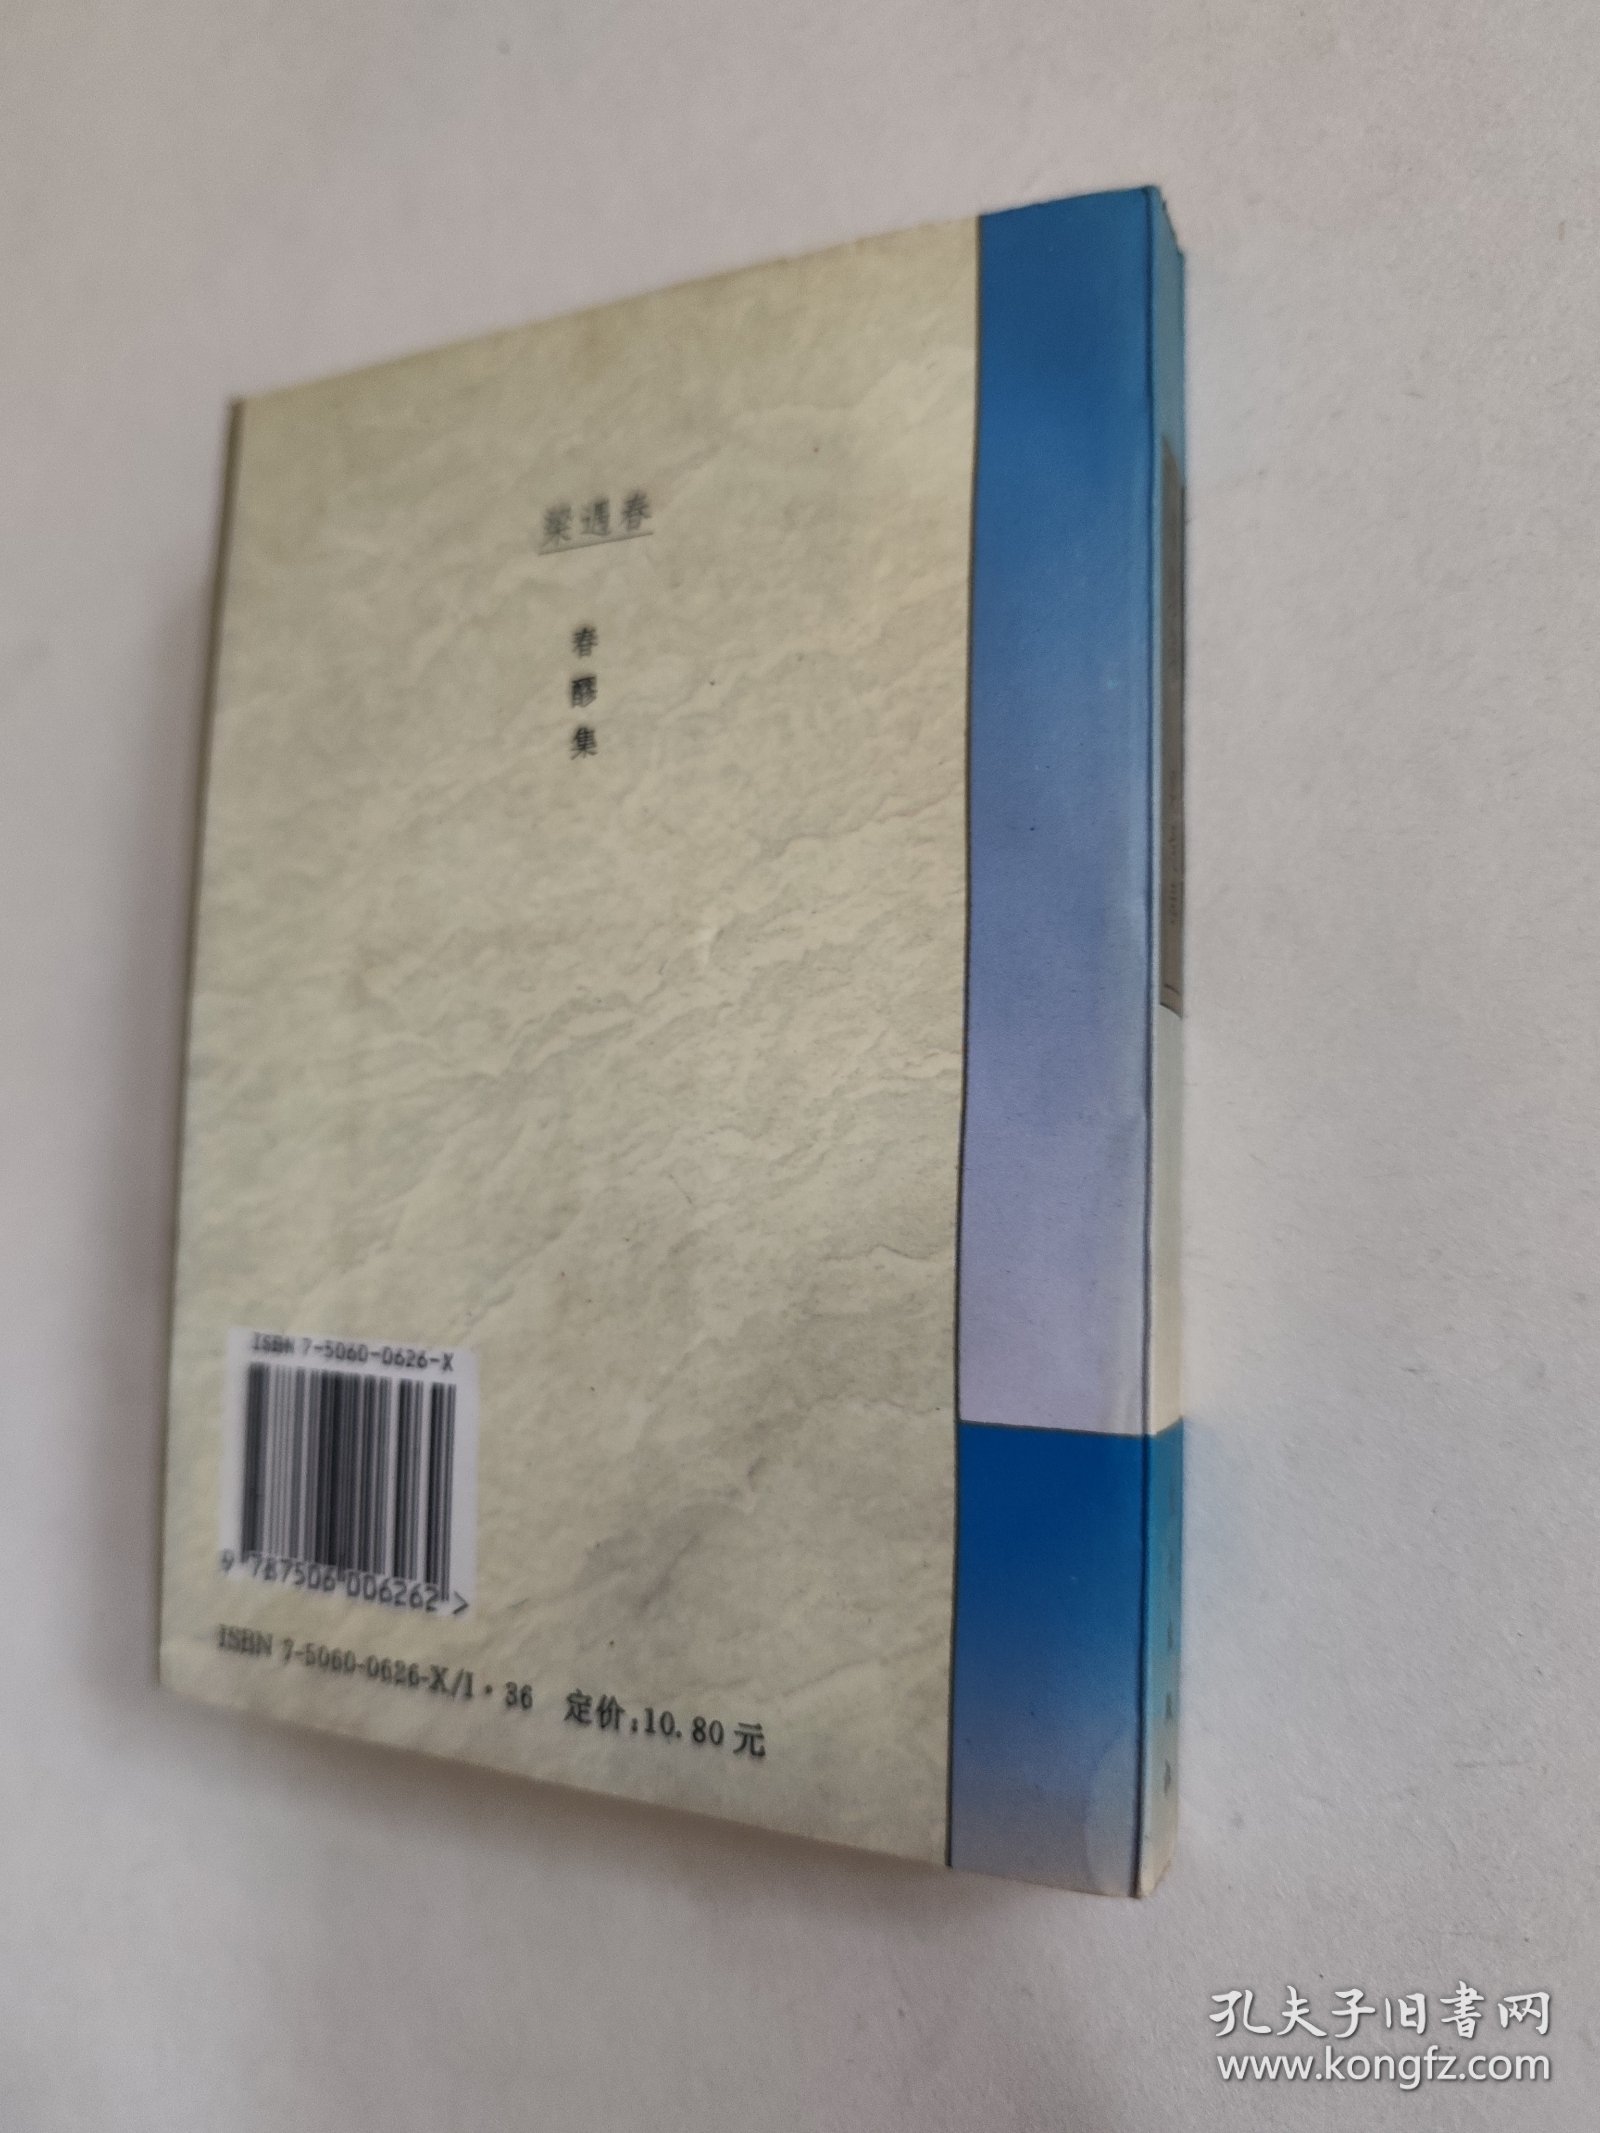 梁遇春
春醪集
ISBN 7-5060-0626-X
9 787506 006262 >
ISBN 7-5060-0626-X/I·36 定价:10.80元
孔夫子旧书网
www.kongfz.com